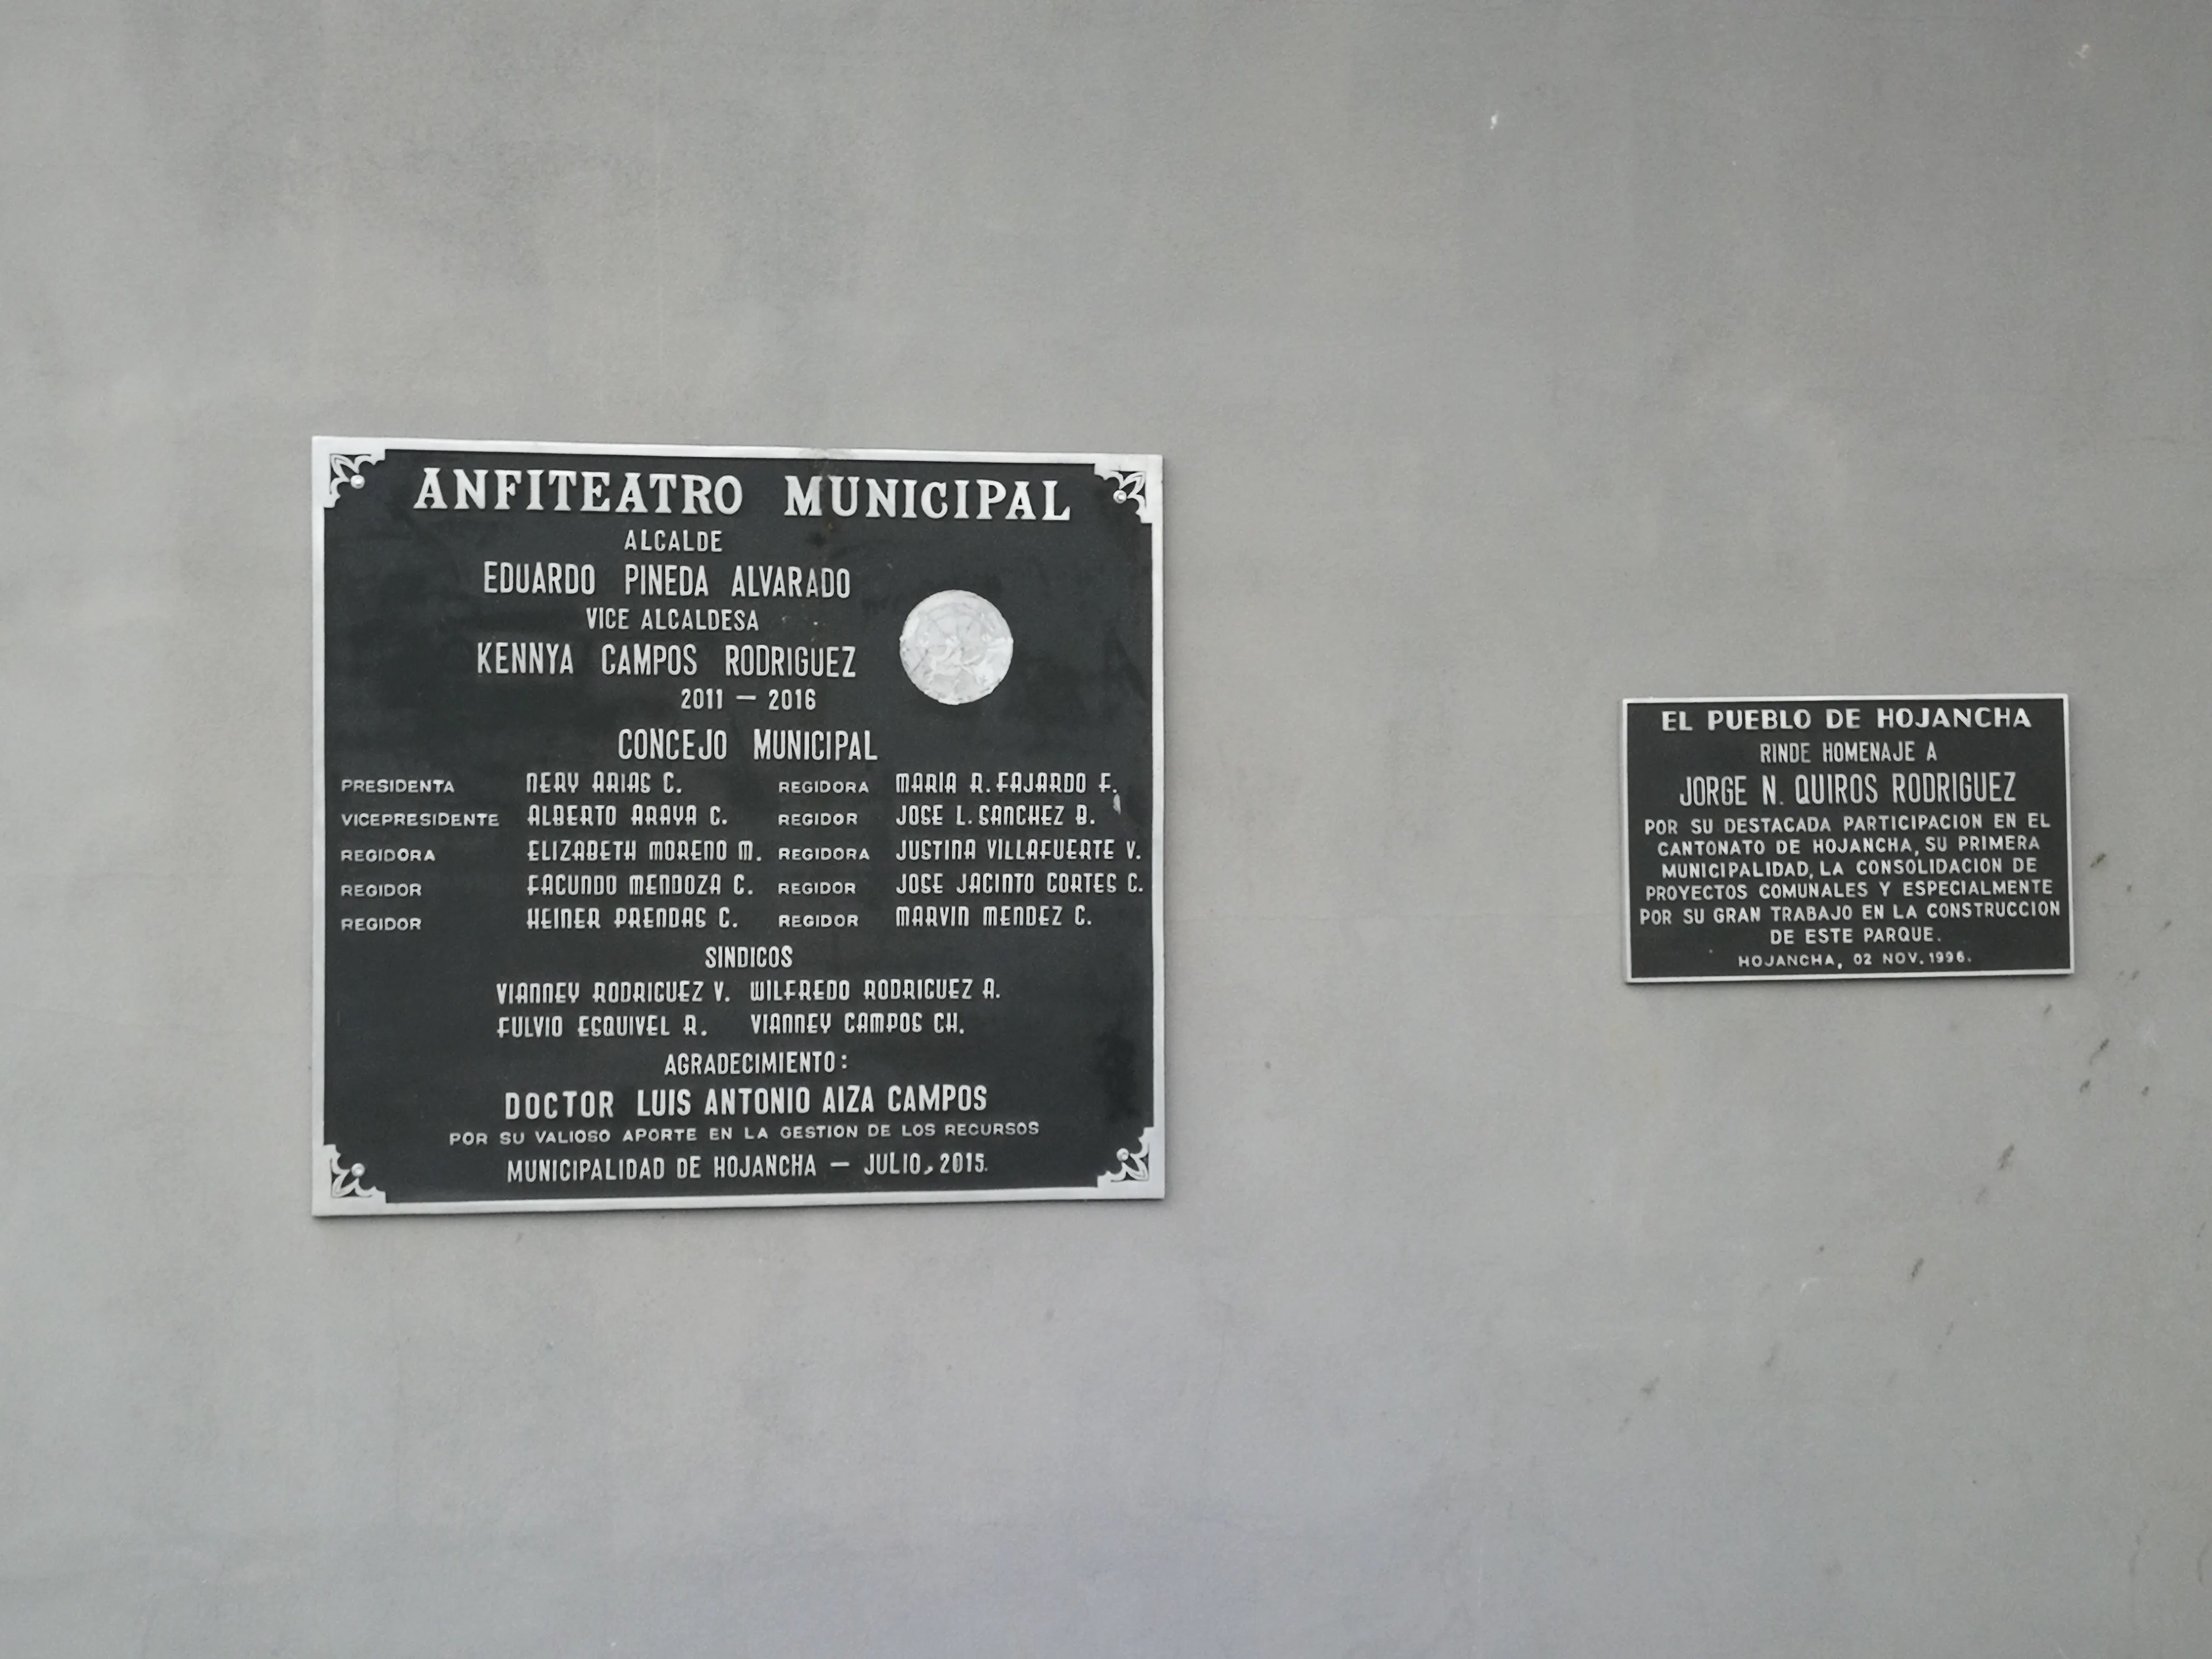 ANFITEATRO MUNICIPAL
ALCALDE
EDUARDO PINEDA ALVARADO
VICE ALCALDESA
KENNYA CAMPOS RODRIGUEZ
2011 — 2016
CONCEJO MUNICIPAL
PRESIDENTA NERY ARIAS C. REGIDORA MARIA R. FAJARDO F.
VICEPRESIDENTE ALBERTO ARAYA C. REGIDOR JOSE L. SANCHEZ B.
REGIDORA ELIZABETH MORENO M. REGIDORA JUSTINA VILLAFUERTE V.
REGIDOR FACUNDO MENDOZA C. REGIDOR JOSE JACINTO CORTES C.
REGIDOR HEINER PRENDAS C. REGIDOR MARVIN MENDEZ C.
SINDICOS
VIANNEY RODRIGUEZ V. WILFREDO RODRIGUEZ A.
FULVIO ESQUIVEL R. VIANNEY CAMPOS CH.
AGRADECIMIENTO:
DOCTOR LUIS ANTONIO AIZA CAMPOS
POR SU VALIOSO APORTE EN LA GESTION DE LOS RECURSOS
MUNICIPALIDAD DE HOJANCHA — JULIO, 2015.
EL PUEBLO DE HOJANCHA
RINDE HOMENAJE A
JORGE N. QUIROS RODRIGUEZ
POR SU DESTACADA PARTICIPACION EN EL
CANTONATO DE HOJANCHA, SU PRIMERA
MUNICIPALIDAD, LA CONSOLIDACION DE
PROYECTOS COMUNALES Y ESPECIALMENTE
POR SU GRAN TRABAJO EN LA CONSTRUCCION
DE ESTE PARQUE.
HOJANCHA, 02 NOV. 1996.